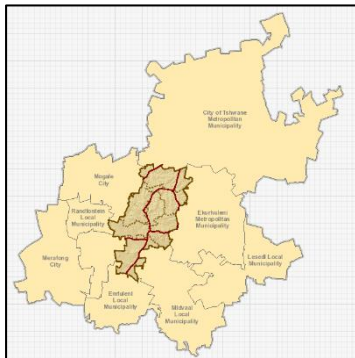 City of Tshwane
Metropolitan
Municipality
Mogale
City
Randfontein
Local
Municipality
Ekurhuleni
Metropolitan
Municipality
Merafong
City
Lesedi Local
Municipality
Emfuleni
Local
Municipality
Midvaal
Local
Municipality